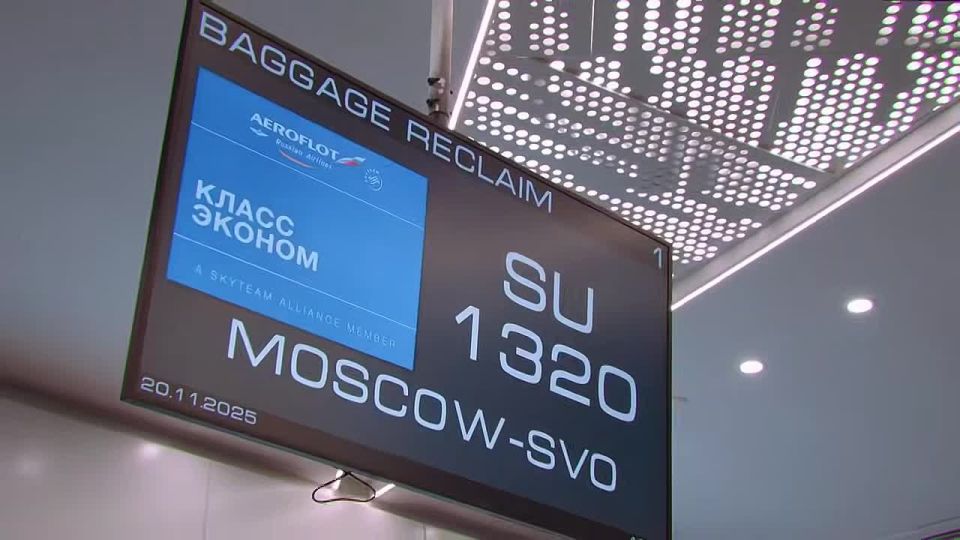 BAGGAGE RECLAIM
1
AEROFLOT
Russian Airlines
КЛАСС
ЭКОНОМ
A SKYTEAM ALLIANCE MEMBER
SU
1320
MOSCOW-SVO
20.11.2025